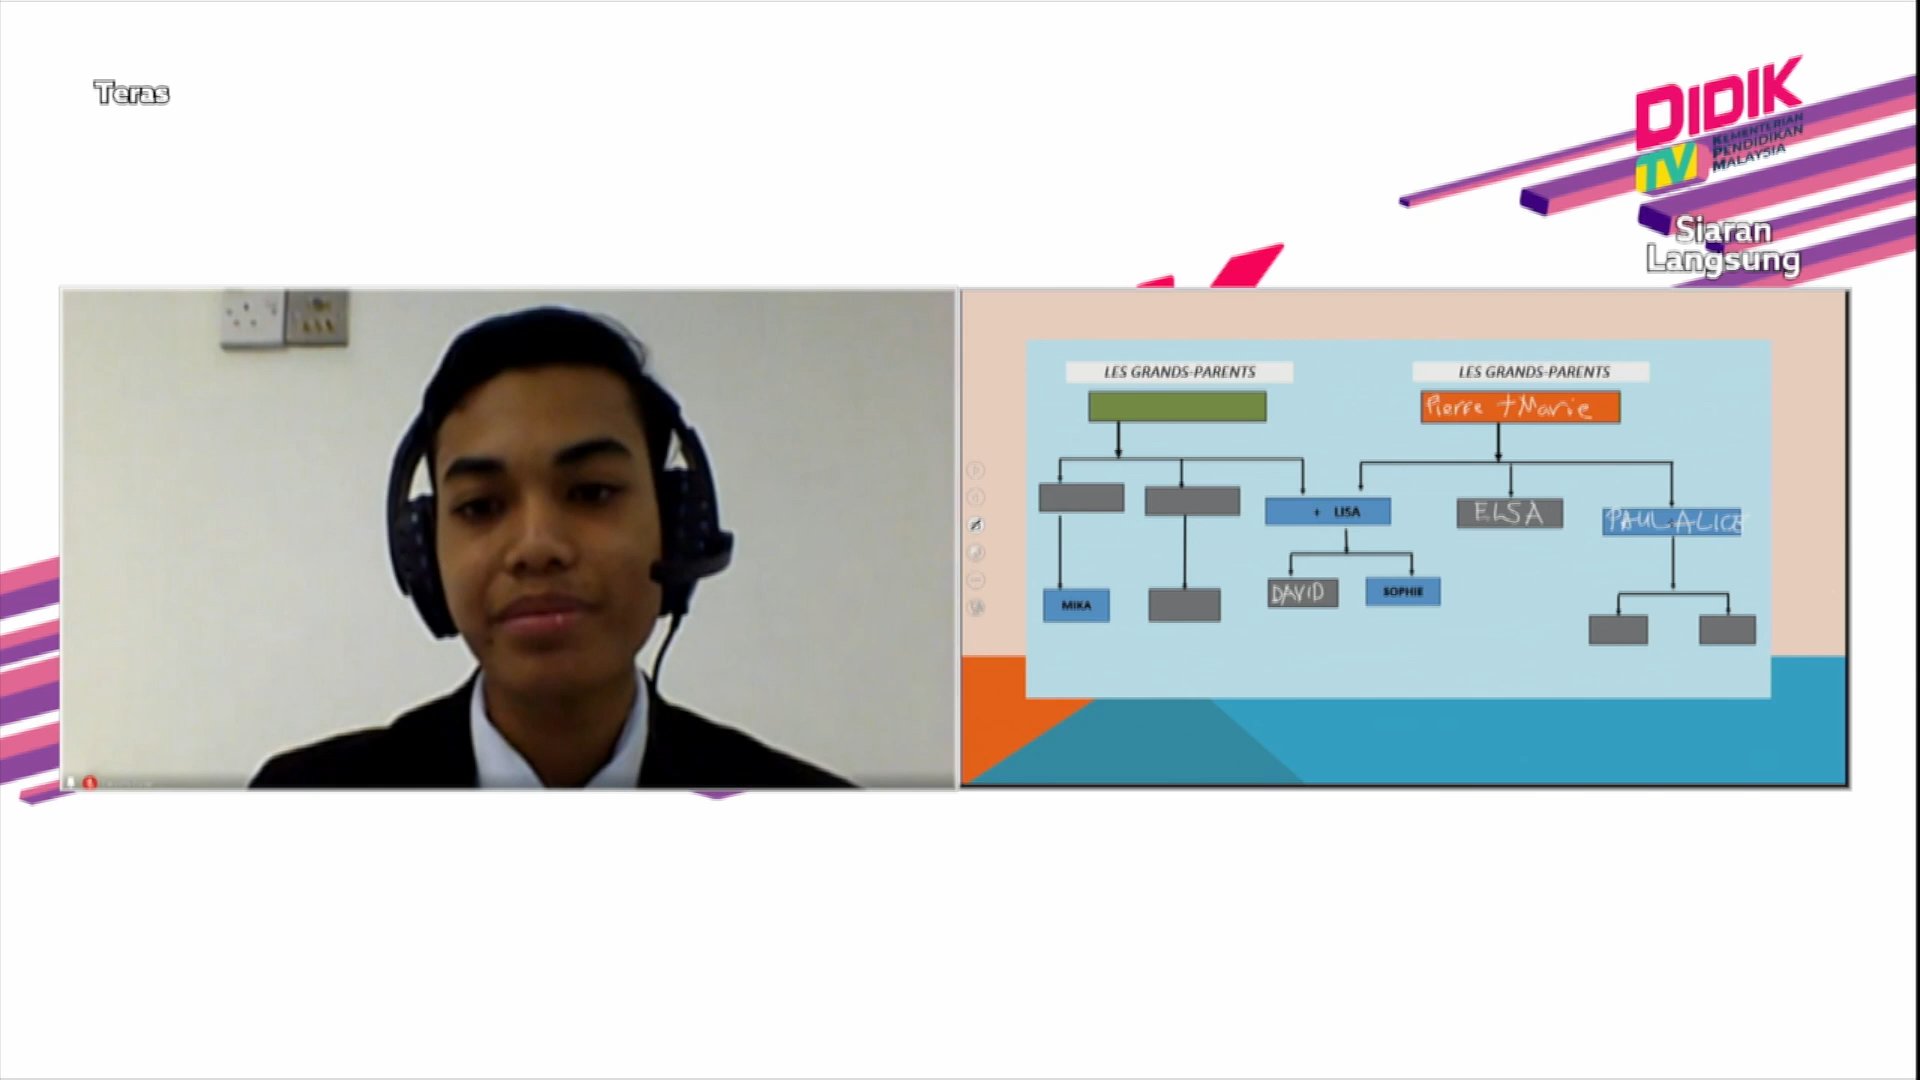 Teras
DIDIK
TV
KEMENTERIAN
PENDIDIKAN
MALAYSIA
Siaran
Langsung
LES GRANDS-PARENTS
LES GRANDS-PARENTS
Pierre + Marie
+ LISA
ELSA
PAUL+ALICE
MIKA
DAVID
SOPHIE